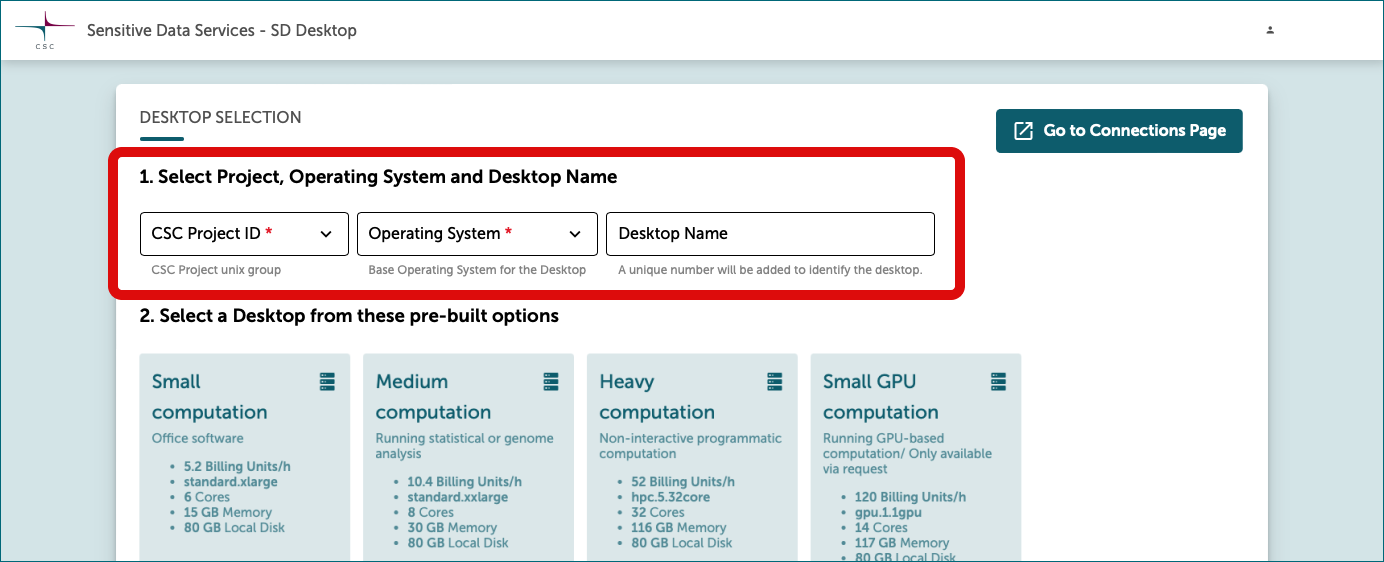 CSC
Sensitive Data Services - SD Desktop
DESKTOP SELECTION
Go to Connections Page
1. Select Project, Operating System and Desktop Name
CSC Project ID *
Operating System *
Desktop Name
CSC Project unix group
Base Operating System for the Desktop
A unique number will be added to identify the desktop.
2. Select a Desktop from these pre-built options
Small
computation
Office software
• 5.2 Billing Units/h
• standard.xlarge
• 6 Cores
• 15 GB Memory
• 80 GB Local Disk
Medium
computation
Running statistical or genome
analysis
• 10.4 Billing Units/h
• standard.xxlarge
• 8 Cores
• 30 GB Memory
• 80 GB Local Disk
Heavy
computation
Non-interactive programmatic
computation
• 52 Billing Units/h
• hpc.5.32core
• 32 Cores
• 116 GB Memory
• 80 GB Local Disk
Small GPU
computation
Running GPU-based
computation/ Only available
via request
• 120 Billing Units/h
• gpu.1.1gpu
• 14 Cores
• 117 GB Memory
• 80 GB Local Disk